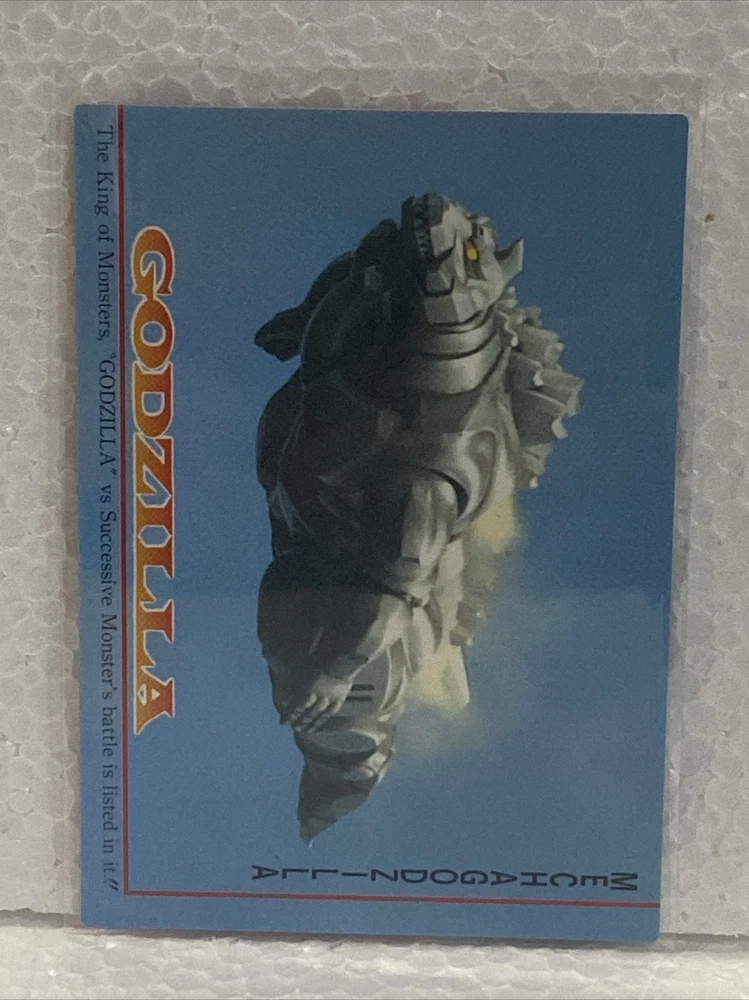 MECHAGODZILLA
GODZILLA
The King of Monsters, "GODZILLA" vs Successive Monster's battle is listed in it!!